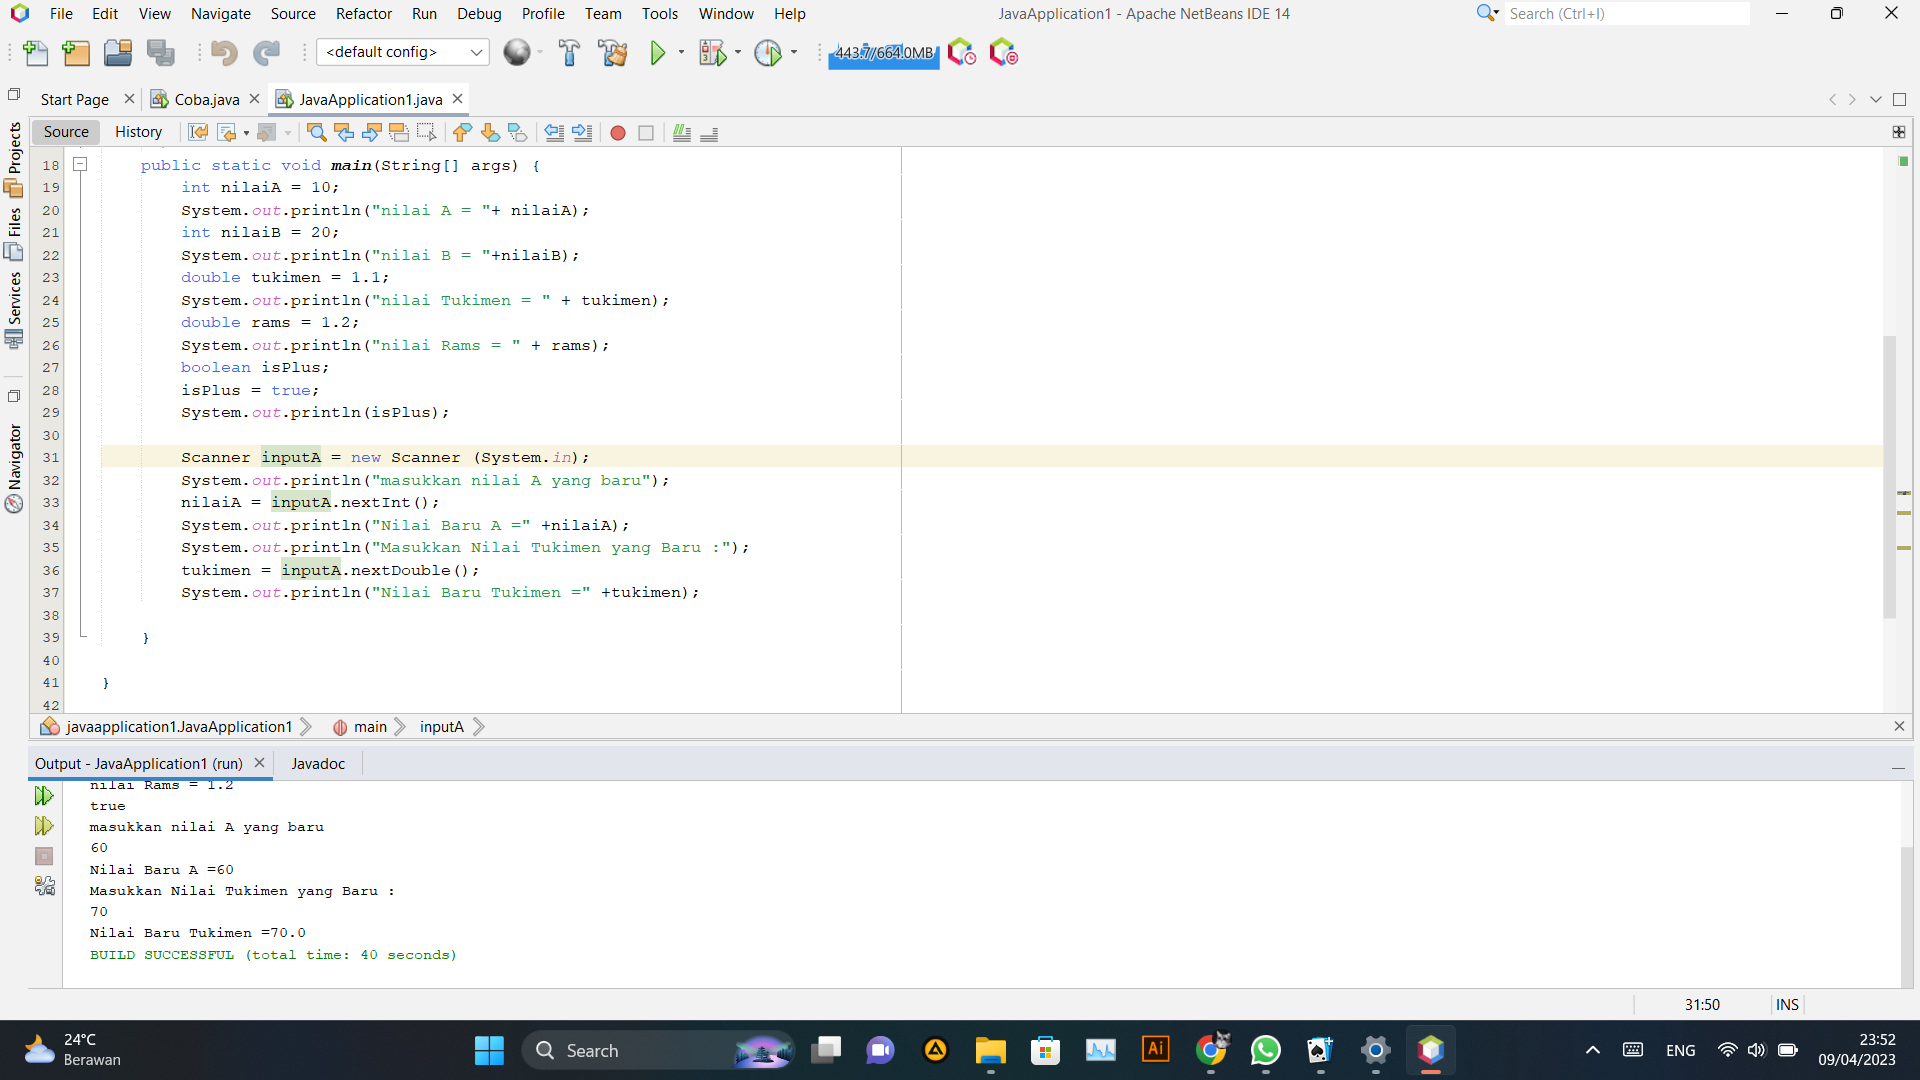 File Edit View Navigate Source Refactor Run Debug Profile Team Tools Window Help
JavaApplication1 - Apache NetBeans IDE 14
Search (Ctrl+I)
<default config>
443.7/664.0MB
Start Page
Coba.java
JavaApplication1.java
Source History
Projects
Files
Services
Navigator
18 public static void main(String[] args) {
19 int nilaiA = 10;
20 System.out.println("nilai A = "+ nilaiA);
21 int nilaiB = 20;
22 System.out.println("nilai B = "+nilaiB);
23 double tukimen = 1.1;
24 System.out.println("nilai Tukimen = " + tukimen);
25 double rams = 1.2;
26 System.out.println("nilai Rams = " + rams);
27 boolean isPlus;
28 isPlus = true;
29 System.out.println(isPlus);
30
31 Scanner inputA = new Scanner (System.in);
32 System.out.println("masukkan nilai A yang baru");
33 nilaiA = inputA.nextInt();
34 System.out.println("Nilai Baru A =" +nilaiA);
35 System.out.println("Masukkan Nilai Tukimen yang Baru :");
36 tukimen = inputA.nextDouble();
37 System.out.println("Nilai Baru Tukimen =" +tukimen);
38
39 }
40
41 }
42
javaapplication1.JavaApplication1 main inputA
Output - JavaApplication1 (run)
Javadoc
nilai Rams = 1.2
true
masukkan nilai A yang baru
60
Nilai Baru A =60
Masukkan Nilai Tukimen yang Baru :
70
Nilai Baru Tukimen =70.0
BUILD SUCCESSFUL (total time: 40 seconds)
31:50 INS
24°C
Berawan
Search
Ai
ENG
23:52
09/04/2023